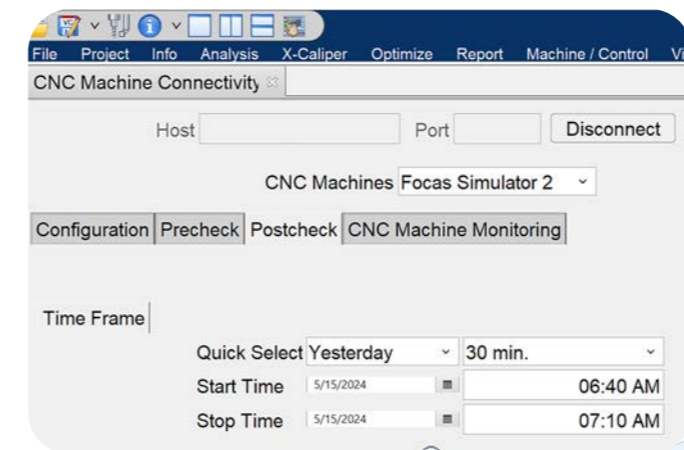 File Project Info Analysis X-Caliper Optimize Report Machine / Control
CNC Machine Connectivity
Host Port Disconnect
CNC Machines Focas Simulator 2
Configuration Precheck Postcheck CNC Machine Monitoring
Time Frame
Quick Select Yesterday 30 min.
Start Time 5/15/2024 06:40 AM
Stop Time 5/15/2024 07:10 AM